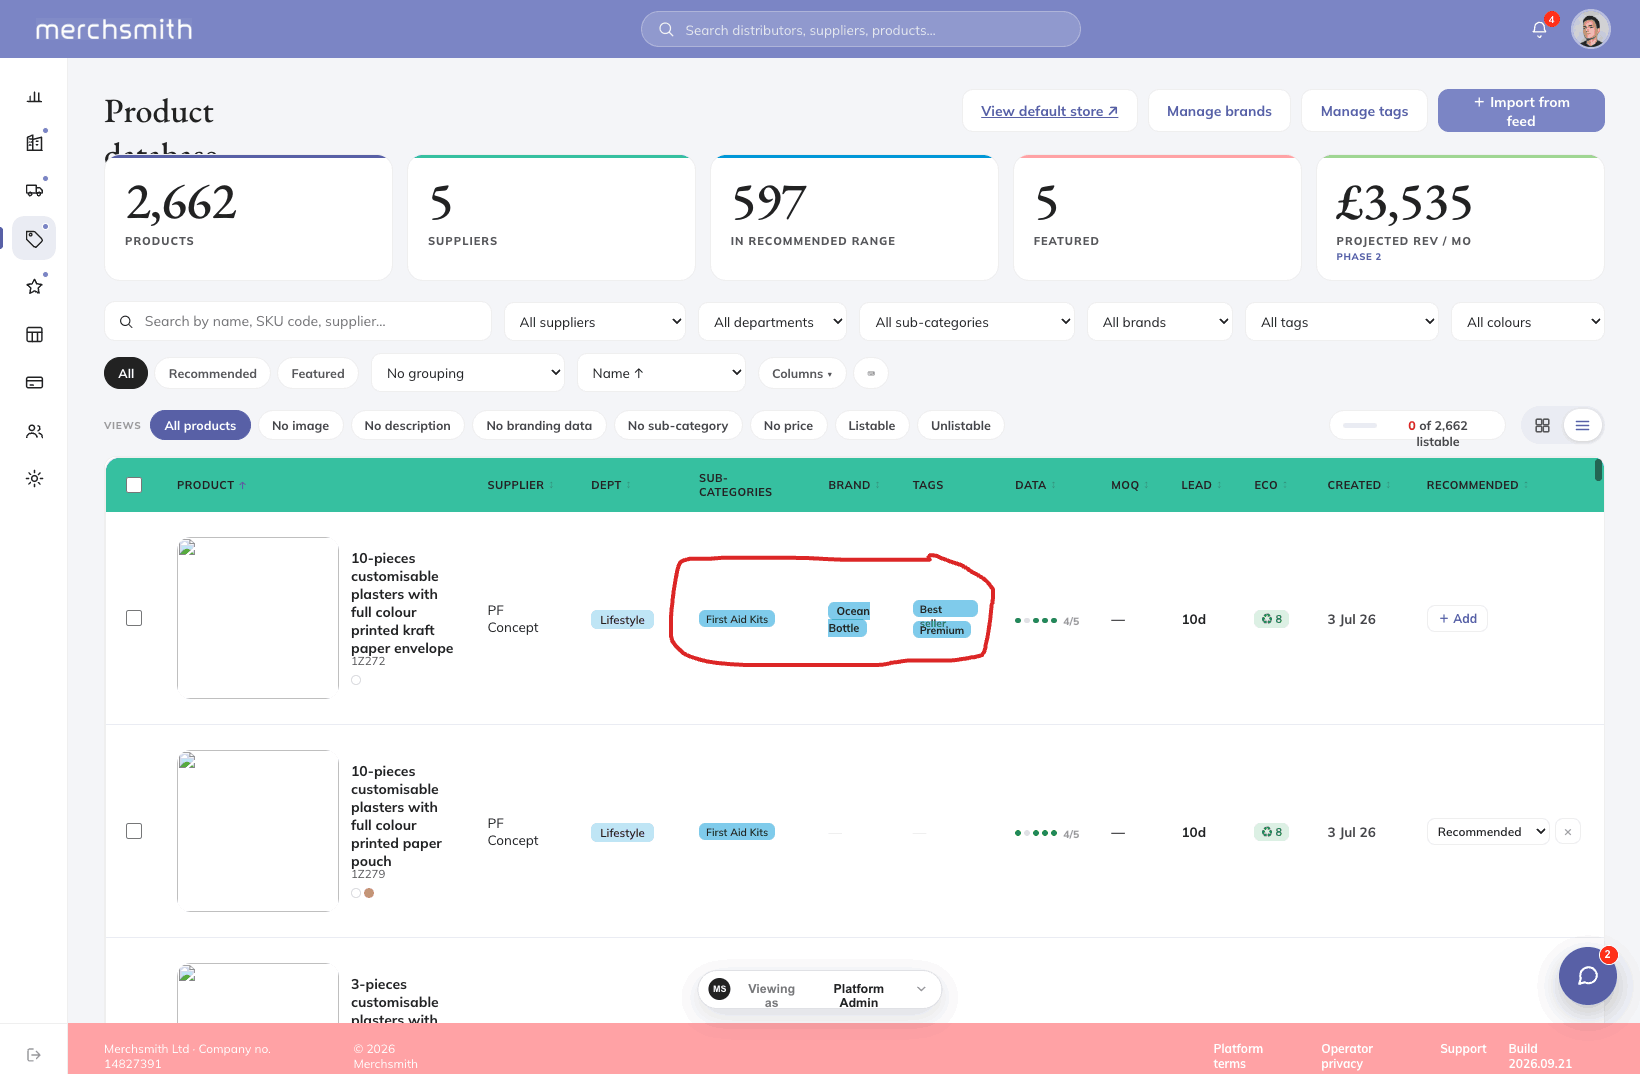 merchsmith
Search distributors, suppliers, products...
4
Product
database
View default store ↗
Manage brands
Manage tags
+ Import from
feed
2,662
PRODUCTS
5
SUPPLIERS
597
IN RECOMMENDED RANGE
5
FEATURED
£3,535
PROJECTED REV / MO
PHASE 2
Search by name, SKU code, supplier...
All suppliers
All departments
All sub-categories
All brands
All tags
All colours
All
Recommended
Featured
No grouping
Name ↑
Columns ▾
VIEWS
All products
No image
No description
No branding data
No sub-category
No price
Listable
Unlistable
0 of 2,662
listable
PRODUCT ↑
SUPPLIER
DEPT
SUB-
CATEGORIES
BRAND
TAGS
DATA
MOQ
LEAD
ECO
CREATED
RECOMMENDED
10-pieces
customisable
plasters with
full colour
printed kraft
paper envelope
1Z272
PF
Concept
Lifestyle
First Aid Kits
Ocean
Bottle
Best
seller
Premium
4/5
—
10d
♻ 8
3 Jul 26
+ Add
10-pieces
customisable
plasters with
full colour
printed paper
pouch
1Z279
PF
Concept
Lifestyle
First Aid Kits
—
—
4/5
—
10d
♻ 8
3 Jul 26
Recommended
×
3-pieces
customisable
plasters with
MS
Viewing
as
Platform
Admin
2
Merchsmith Ltd · Company no.
14827391
© 2026
Merchsmith
Platform
terms
Operator
privacy
Support
Build
2026.09.21